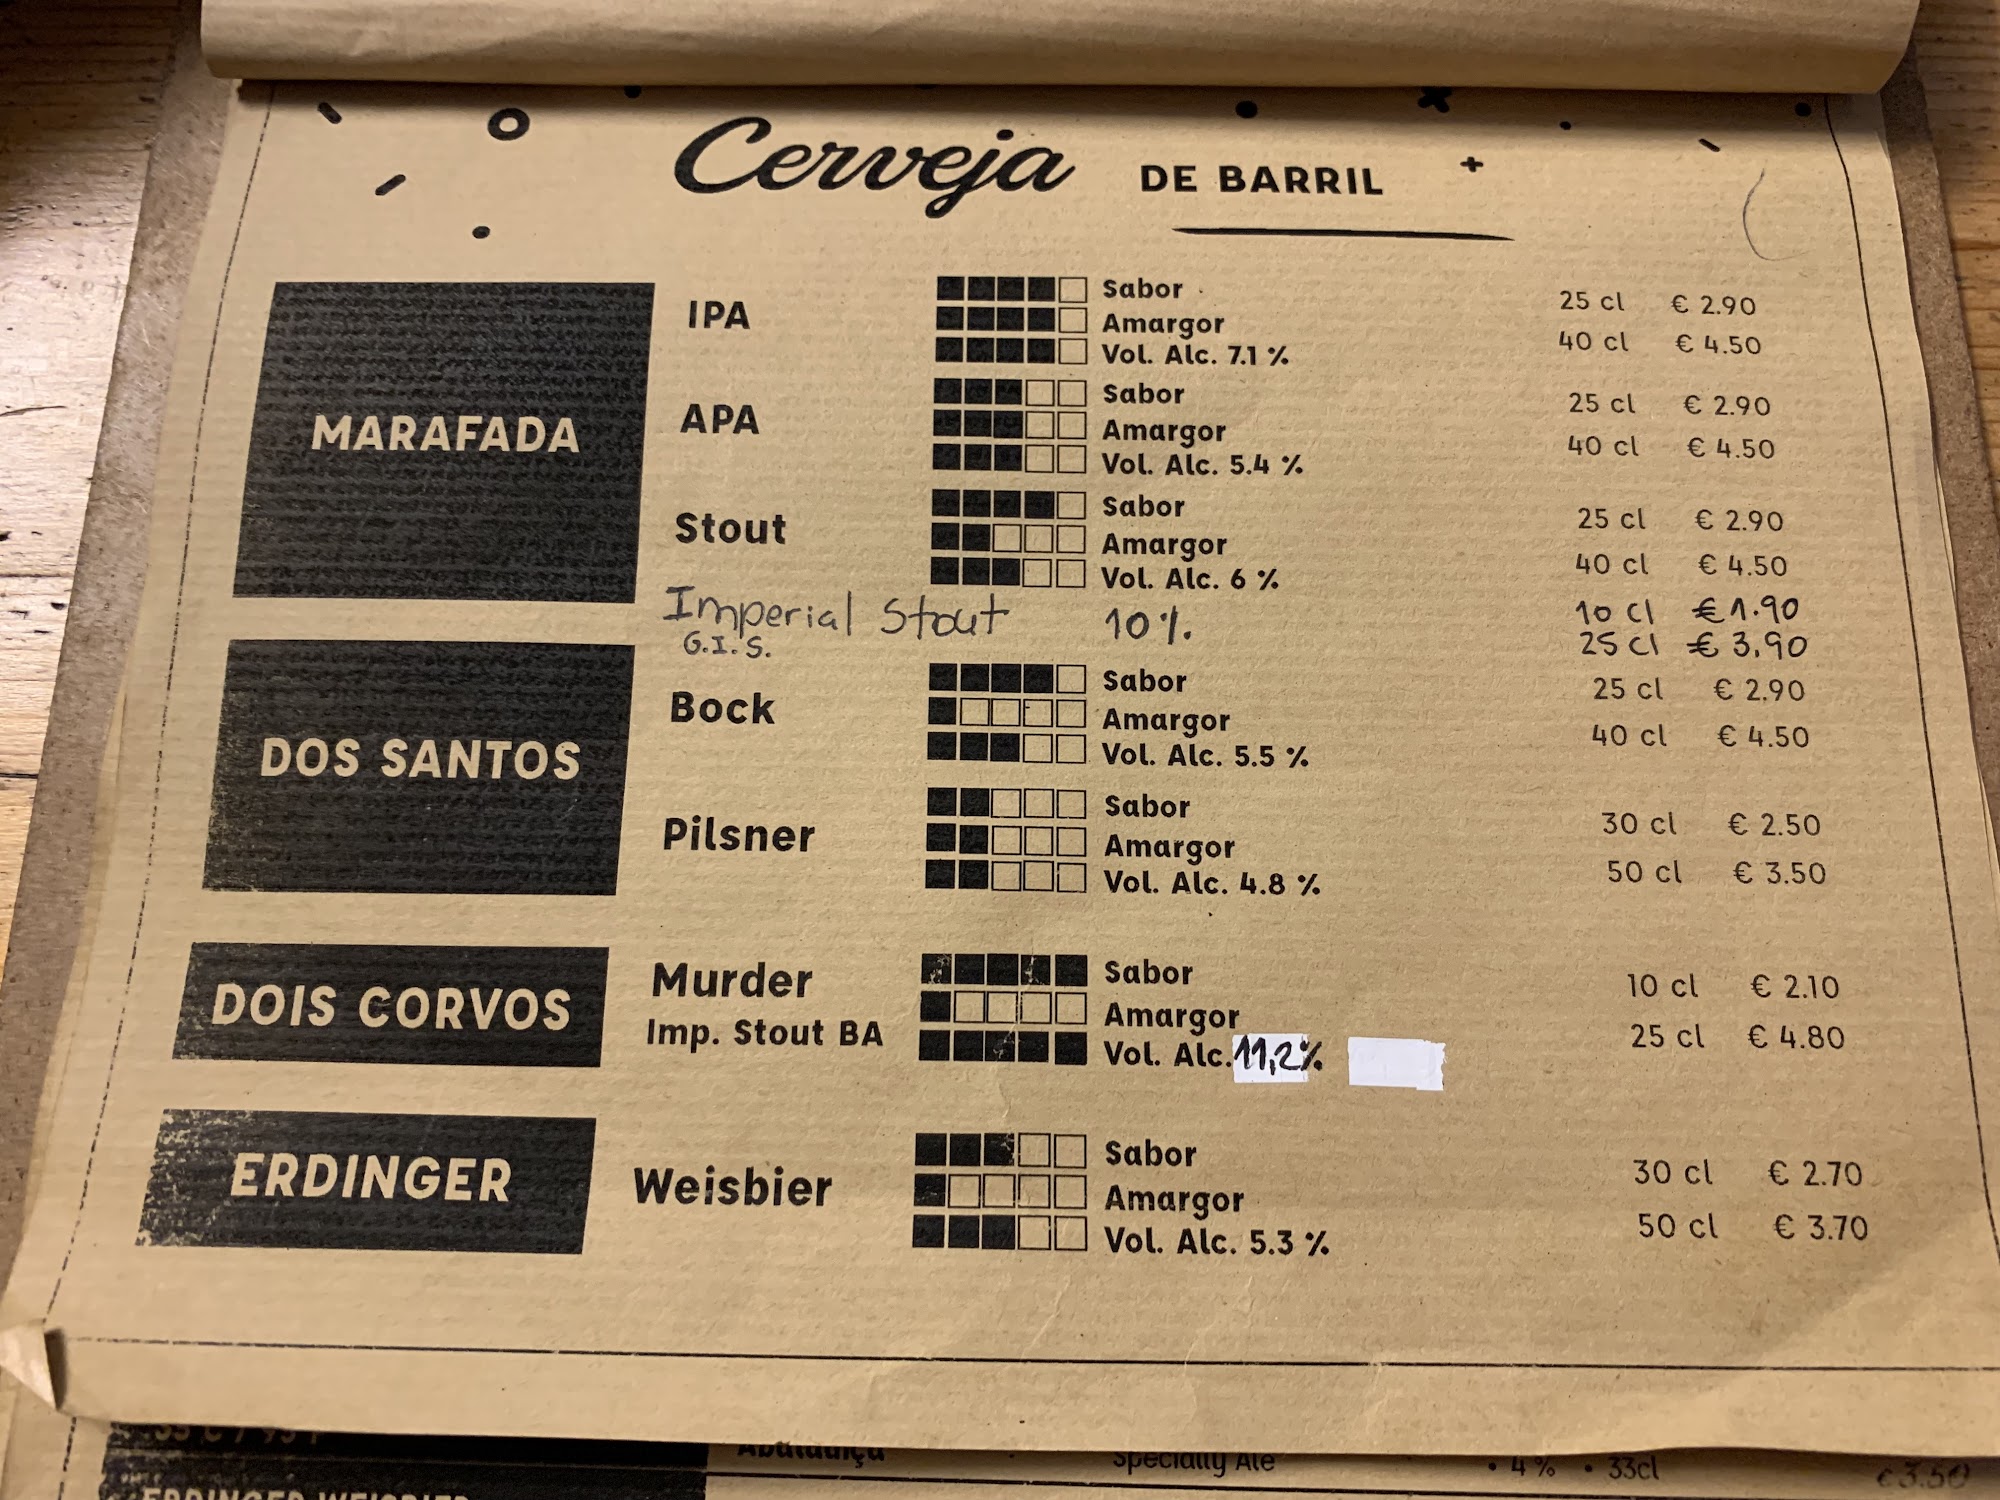 Cerveja DE BARRIL
MARAFADA
IPA
Sabor
Amargor
Vol. Alc. 7.1 %
25 cl € 2.90
40 cl € 4.50
APA
Sabor
Amargor
Vol. Alc. 5.4 %
25 cl € 2.90
40 cl € 4.50
Stout
Sabor
Amargor
Vol. Alc. 6 %
25 cl € 2.90
40 cl € 4.50
Imperial Stout 10%
G.I.S.
10 cl € 1.90
25 cl € 3.90
DOS SANTOS
Bock
Sabor
Amargor
Vol. Alc. 5.5 %
25 cl € 2.90
40 cl € 4.50
Pilsner
Sabor
Amargor
Vol. Alc. 4.8 %
30 cl € 2.50
50 cl € 3.50
DOIS CORVOS
Murder
Imp. Stout BA
Sabor
Amargor
Vol. Alc. 11,2%
10 cl € 2.10
25 cl € 4.80
ERDINGER
Weisbier
Sabor
Amargor
Vol. Alc. 5.3 %
30 cl € 2.70
50 cl € 3.70
Specially Ale • 4% • 33cl €3.50
ERDINGER WEISBIER